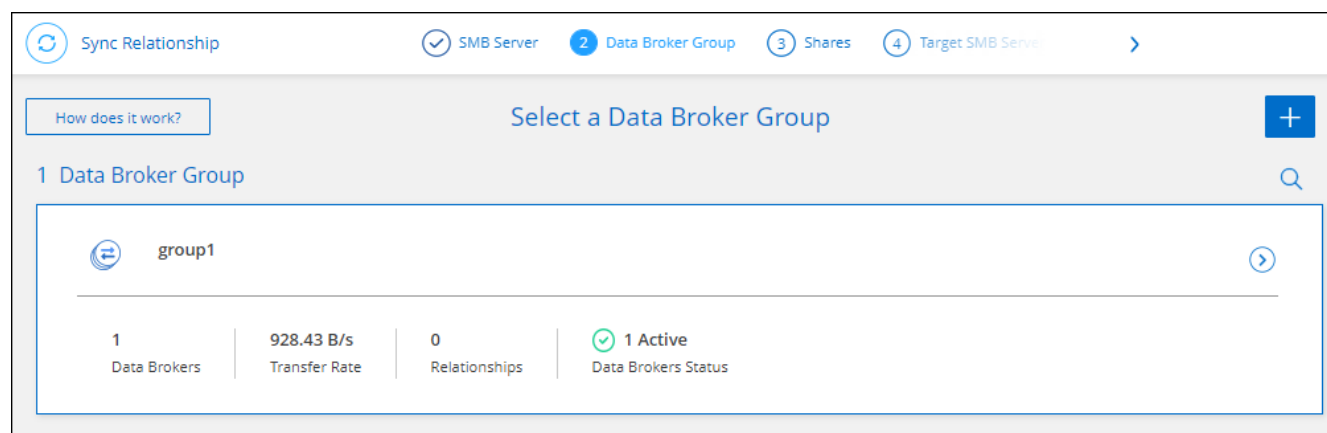 Sync Relationship SMB Server 2 Data Broker Group 3 Shares 4 Target SMB Server
How does it work? Select a Data Broker Group +
1 Data Broker Group
group1
1 928.43 B/s 0 1 Active
Data Brokers Transfer Rate Relationships Data Brokers Status